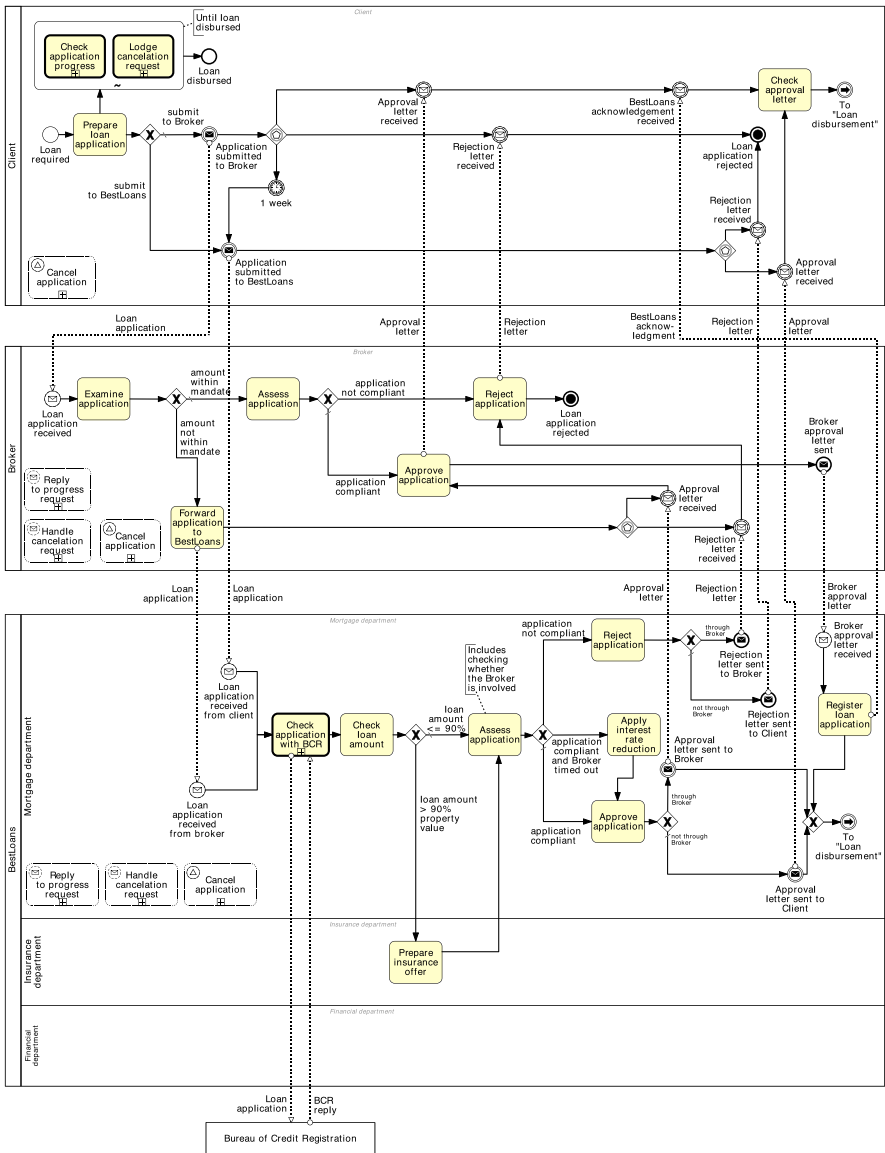 Client
Client
Until loan
disbursed
Check
application
progress
Lodge
cancelation
request
~
Loan
disbursed
Loan
required
Prepare
loan
application
X
submit
to Broker
submit
to BestLoans
Application
submitted
to Broker
1 week
Application
submitted
to BestLoans
Approval
letter
received
Rejection
letter
received
BestLoans
acknowledgement
received
Check
approval
letter
To
"Loan
disbursement"
Loan
application
rejected
Rejection
letter
received
Approval
letter
received
Cancel
application
Loan
application
Approval
letter
Rejection
letter
BestLoans
acknow-
ledgment
Rejection
letter
Approval
letter
Broker
Broker
Loan
application
received
Examine
application
X
amount
within
mandate
amount
not
within
mandate
Assess
application
X
application
not compliant
application
compliant
Reject
application
Loan
application
rejected
Approve
application
Broker
approval
letter
sent
Approval
letter
received
Rejection
letter
received
Reply
to progress
request
Handle
cancelation
request
Cancel
application
Forward
application
to
BestLoans
Loan
application
Loan
application
Approval
letter
Rejection
letter
Broker
approval
letter
BestLoans
Mortgage department
Mortgage department
Loan
application
received
from client
Loan
application
received
from broker
Check
application
with BCR
Check
loan
amount
X
loan
amount
<= 90%
loan amount
> 90%
property
value
Includes
checking
whether
the Broker
is involved
Assess
application
X
application
not compliant
application
compliant
and Broker
timed out
application
compliant
Reject
application
X
through
Broker
not through
Broker
Rejection
letter sent to
Broker
Rejection
letter sent
to Client
Apply
interest
rate
reduction
Approve
application
X
through
Broker
not through
Broker
Approval
letter sent to
Broker
Approval
letter sent to
Client
Broker
approval
letter
received
Register
loan
application
X
To
"Loan
disbursement"
Reply
to progress
request
Handle
cancelation
request
Cancel
application
Insurance
department
Insurance department
Prepare
insurance
offer
Financial
department
Financial department
Loan
application
BCR
reply
Bureau of Credit Registration